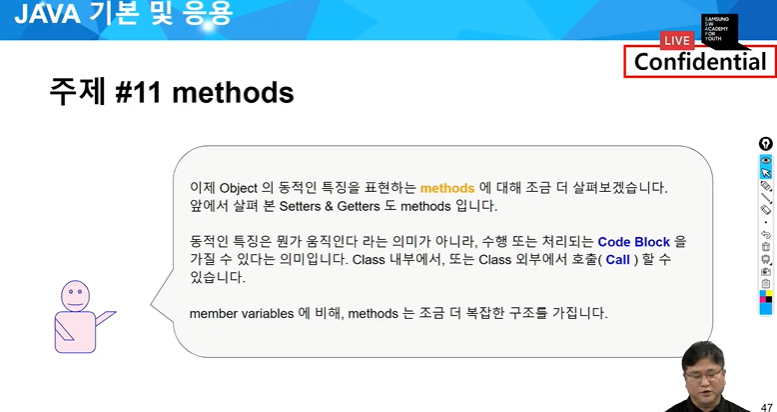 JAVA 기본 및 응용
LIVE
SAMSUNG
SW
ACADEMY
FOR
YOUTH
Confidential
주제 #11 methods
이제 Object 의 동적인 특징을 표현하는 methods 에 대해 조금 더 살펴보겠습니다.
앞에서 살펴 본 Setters & Getters 도 methods 입니다.
동적인 특징은 뭔가 움직인다 라는 의미가 아니라, 수행 또는 처리되는 Code Block 을
가질 수 있다는 의미입니다. Class 내부에서, 또는 Class 외부에서 호출( Call ) 할 수
있습니다.
member variables 에 비해, methods 는 조금 더 복잡한 구조를 가집니다.
47